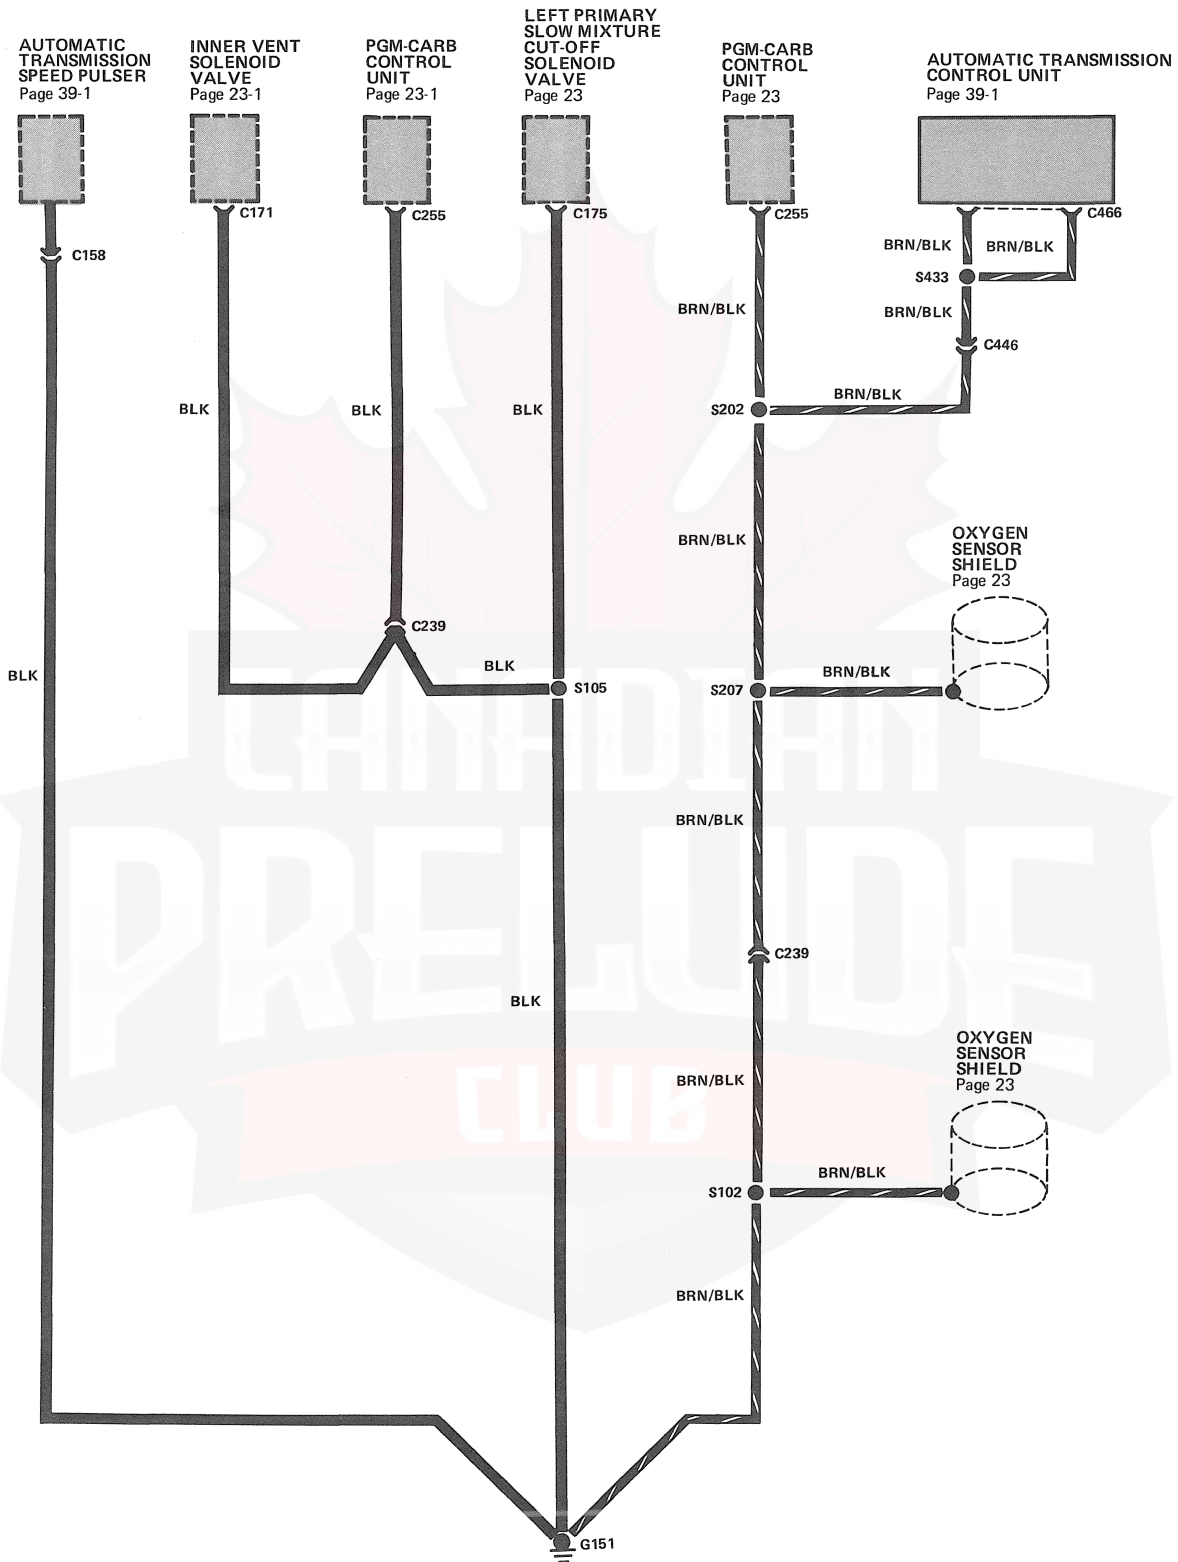 AUTOMATIC
TRANSMISSION
SPEED PULSER
Page 39-1
INNER VENT
SOLENOID
VALVE
Page 23-1
PGM-CARB
CONTROL
UNIT
Page 23-1
LEFT PRIMARY
SLOW MIXTURE
CUT-OFF
SOLENOID
VALVE
Page 23
PGM-CARB
CONTROL
UNIT
Page 23
AUTOMATIC TRANSMISSION
CONTROL UNIT
Page 39-1
C171
C255
C175
C255
C466
C158
BRN/BLK
BRN/BLK
S433
BRN/BLK
BRN/BLK
C446
BRN/BLK
BLK
BLK
BLK
S202
OXYGEN
SENSOR
SHIELD
Page 23
BRN/BLK
C239
BLK
BLK
S105
S207
BRN/BLK
CANADIAN
PRELUDE
CLUB
BRN/BLK
C239
BLK
OXYGEN
SENSOR
SHIELD
Page 23
BRN/BLK
S102
BRN/BLK
BRN/BLK
G151